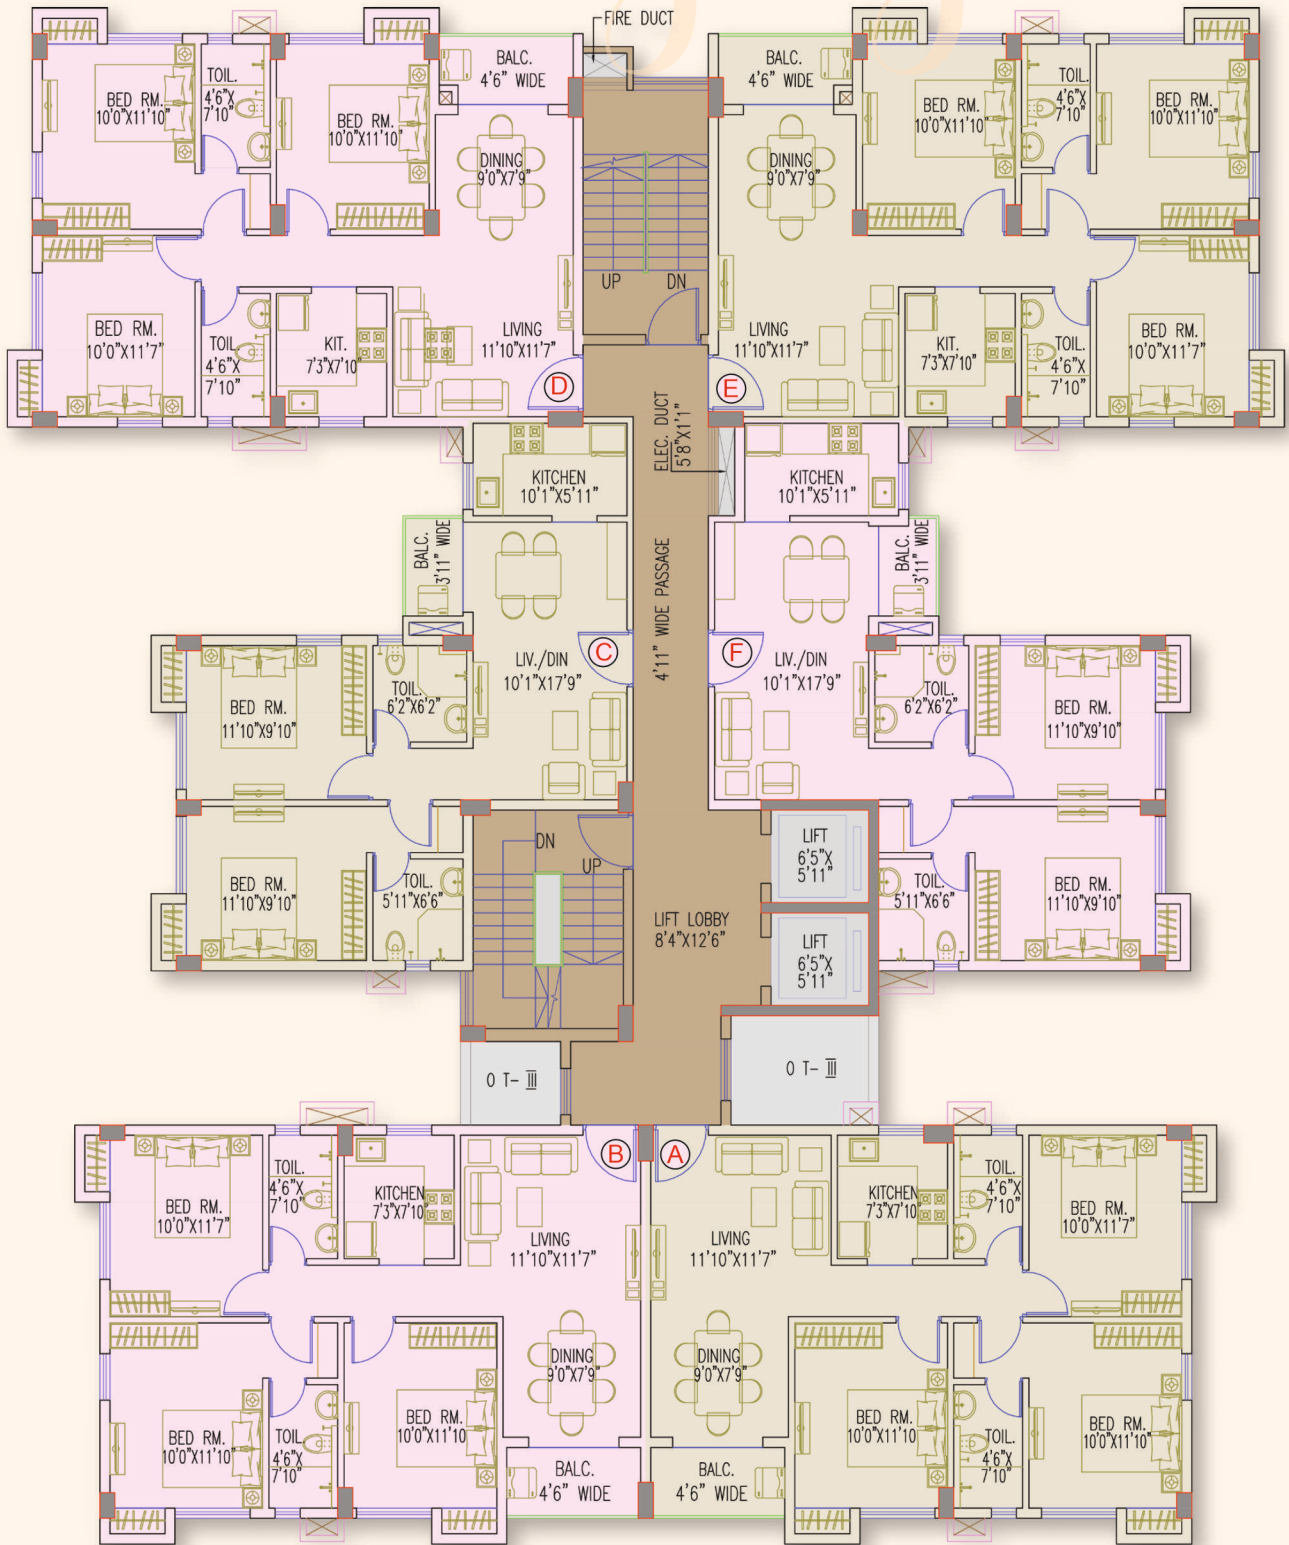 FIRE DUCT
BED RM.
10'0"X11'10"
TOIL.
4'6"X
7'10"
BED RM.
10'0"X11'10"
BALC.
4'6" WIDE
DINING
9'0"X7'9"
BED RM.
10'0"X11'7"
TOIL.
4'6"X
7'10"
KIT.
7'3"X7'10"
LIVING
11'10"X11'7"
D
UP
DN
BALC.
4'6" WIDE
DINING
9'0"X7'9"
BED RM.
10'0"X11'10"
TOIL.
4'6"X
7'10"
BED RM.
10'0"X11'10"
LIVING
11'10"X11'7"
E
KIT.
7'3"X7'10"
TOIL.
4'6"X
7'10"
BED RM.
10'0"X11'7"
ELEC. DUCT
5'8"X1'1"
4'11" WIDE PASSAGE
KITCHEN
10'1"X5'11"
BALC.
3'11" WIDE
C
LIV./DIN
10'1"X17'9"
TOIL.
6'2"X6'2"
BED RM.
11'10"X9'10"
BED RM.
11'10"X9'10"
TOIL.
5'11"X6'6"
KITCHEN
10'1"X5'11"
BALC.
3'11" WIDE
F
LIV./DIN
10'1"X17'9"
TOIL.
6'2"X6'2"
BED RM.
11'10"X9'10"
TOIL.
5'11"X6'6"
BED RM.
11'10"X9'10"
DN
UP
LIFT
6'5"X
5'11"
LIFT LOBBY
8'4"X12'6"
LIFT
6'5"X
5'11"
O T- III
O T- III
B
A
BED RM.
10'0"X11'7"
TOIL.
4'6"X
7'10"
KITCHEN
7'3"X7'10"
LIVING
11'10"X11'7"
LIVING
11'10"X11'7"
KITCHEN
7'3"X7'10"
TOIL.
4'6"X
7'10"
BED RM.
10'0"X11'7"
BED RM.
10'0"X11'10
TOIL.
4'6"X
7'10"
BED RM.
10'0"X11'10
DINING
9'0"X7'9"
BALC.
4'6" WIDE
DINING
9'0"X7'9"
BALC.
4'6" WIDE
BED RM.
10'0"X11'10
TOIL.
4'6"X
7'10"
BED RM.
10'0"X11'10